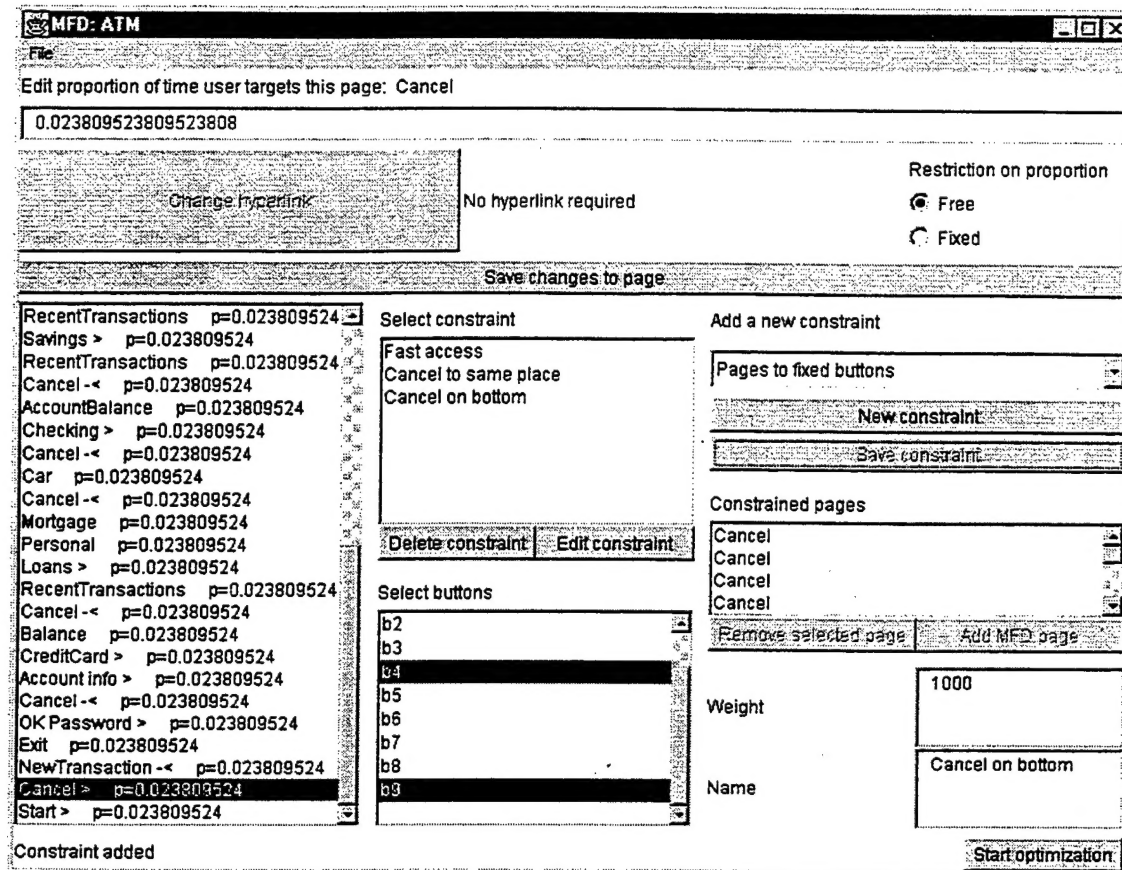 MFD: ATM
File
Edit proportion of time user targets this page: Cancel
0.023809523809523808
Change hyperlink
No hyperlink required
Restriction on proportion
Free
Fixed
Save changes to page
RecentTransactions p=0.023809524
Savings > p=0.023809524
RecentTransactions p=0.023809524
Cancel -< p=0.023809524
AccountBalance p=0.023809524
Checking > p=0.023809524
Cancel -< p=0.023809524
Car p=0.023809524
Cancel -< p=0.023809524
Mortgage p=0.023809524
Personal p=0.023809524
Loans > p=0.023809524
RecentTransactions p=0.023809524
Cancel -< p=0.023809524
Balance p=0.023809524
CreditCard > p=0.023809524
Account info > p=0.023809524
Cancel -< p=0.023809524
OK Password > p=0.023809524
Exit p=0.023809524
NewTransaction -< p=0.023809524
Cancel > p=0.023809524
Start > p=0.023809524
Select constraint
Fast access
Cancel to same place
Cancel on bottom
Delete constraint
Edit constraint
Select buttons
b2
b3
b4
b5
b6
b7
b8
b9
Add a new constraint
Pages to fixed buttons
New constraint
Save constraint
Constrained pages
Cancel
Cancel
Cancel
Cancel
Remove selected page
Add MFD page
Weight
1000
Name
Cancel on bottom
Constraint added
Start optimization